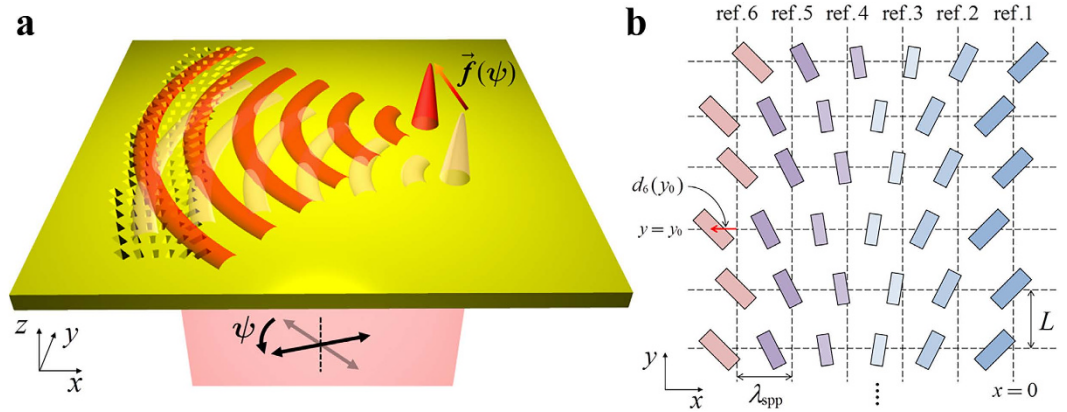 a
f⃗(ψ)
ψ
z
y
x
b
ref.6 ref.5 ref.4 ref.3 ref.2 ref.1
d₆(y₀)
y = y₀
L
y
x
λspp
x = 0